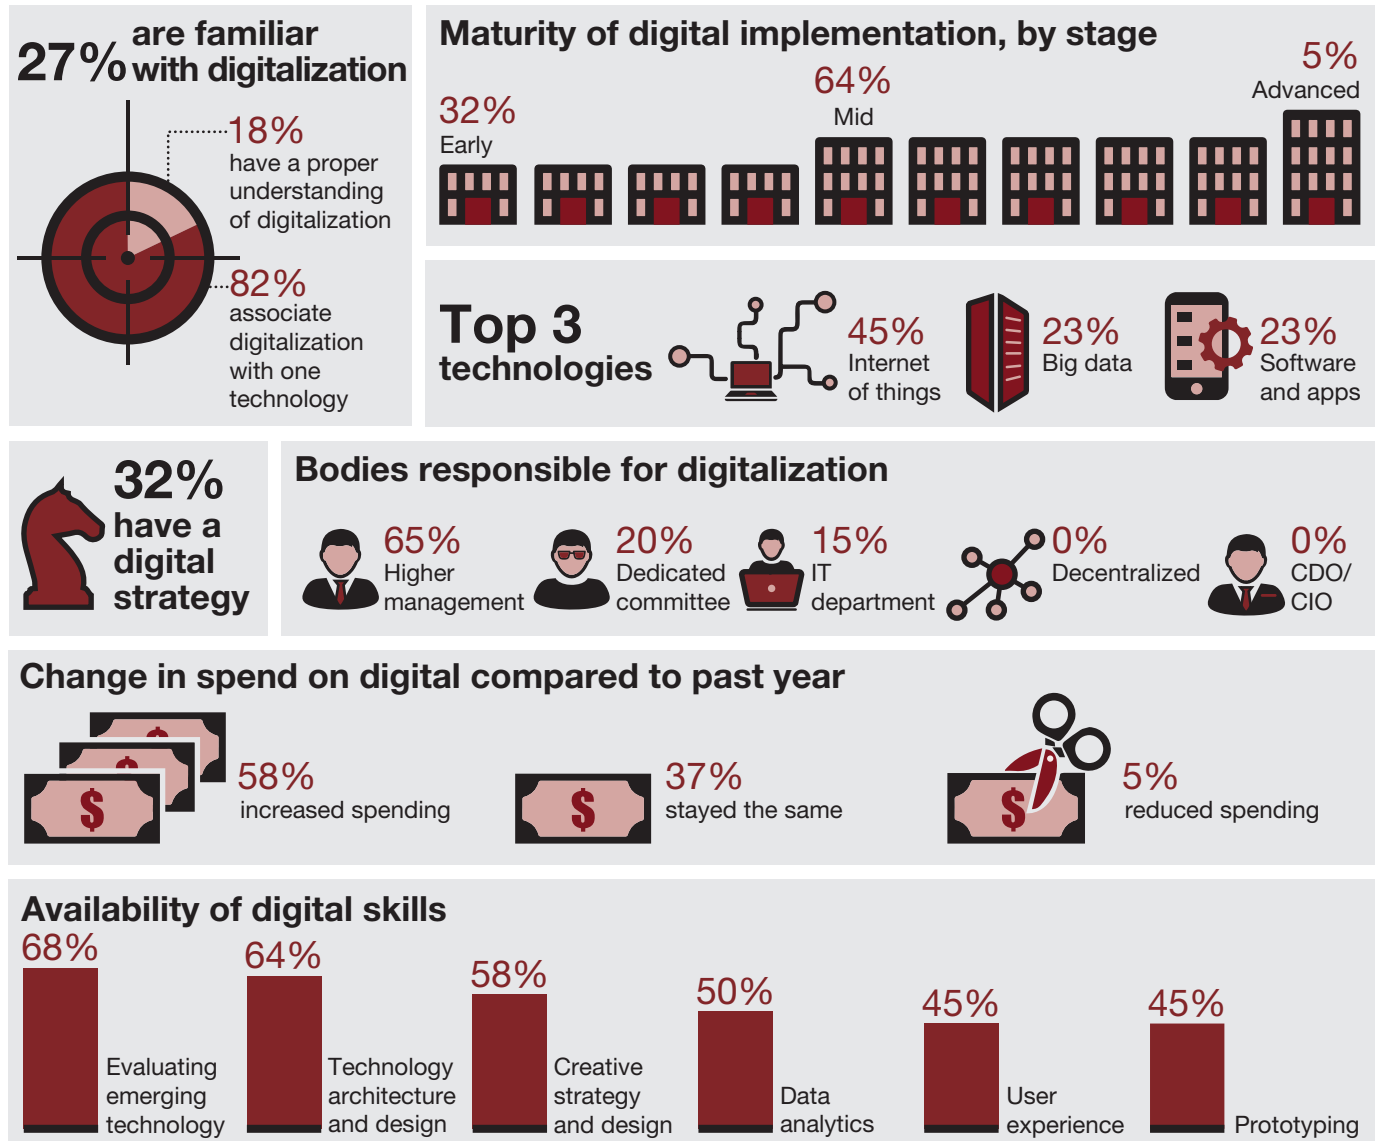 27% are familiar
with digitalization
18%
have a proper
understanding
of digitalization
82%
associate
digitalization
with one
technology
Maturity of digital implementation, by stage
32%
Early
64%
Mid
5%
Advanced
Top 3
technologies
45%
Internet
of things
23%
Big data
23%
Software
and apps
32%
have a
digital
strategy
Bodies responsible for digitalization
65%
Higher
management
20%
Dedicated
committee
15%
IT
department
0%
Decentralized
0%
CDO/
CIO
Change in spend on digital compared to past year
$
$
$
58%
increased spending
$
37%
stayed the same
$
5%
reduced spending
Availability of digital skills
68%
Evaluating
emerging
technology
64%
Technology
architecture
and design
58%
Creative
strategy
and design
50%
Data
analytics
45%
User
experience
45%
Prototyping